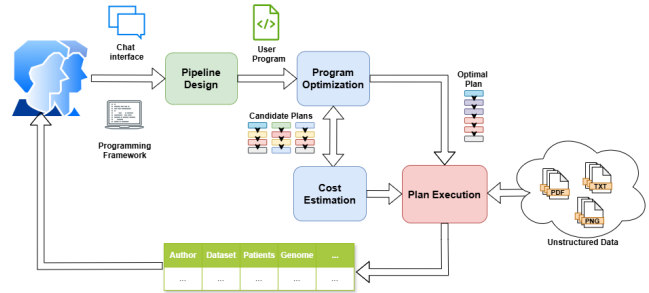 Chat
interface
User
Program
Pipeline
Design
Program
Optimization
Optimal
Plan
Programming
Framework
Candidate Plans
Cost
Estimation
Plan Execution
PDF
TXT
PNG
Unstructured Data
Author Dataset Patients Genome ...
... ... ... ... ...